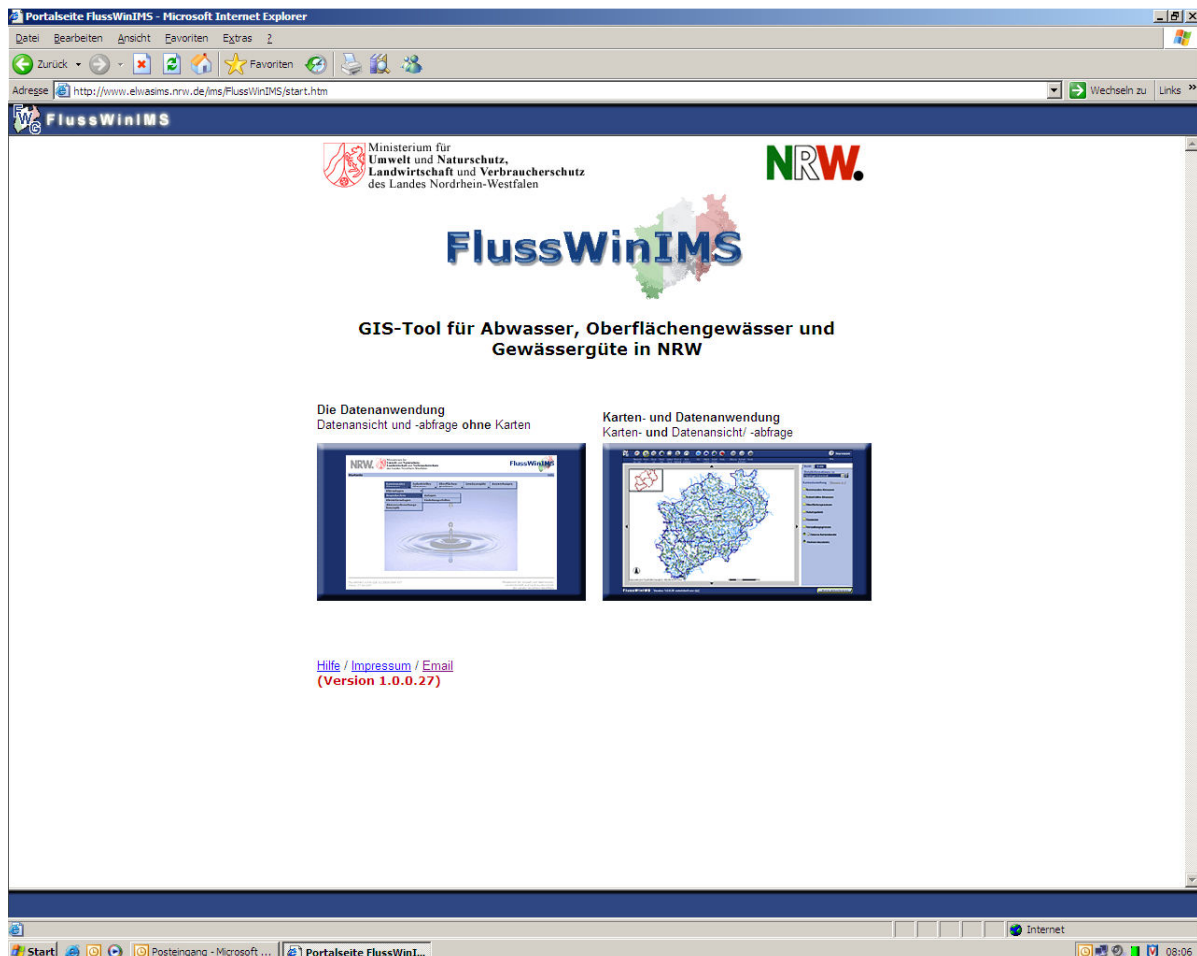 Portalseite FlussWinIMS - Microsoft Internet Explorer
Datei Bearbeiten Ansicht Favoriten Extras ?
Zurück Favoriten
Adresse http://www.elwasims.nrw.de/ims/FlussWinIMS/start.htm Wechseln zu Links »
FWG FlussWinIMS
Ministerium für
Umwelt und Naturschutz,
Landwirtschaft und Verbraucherschutz
des Landes Nordrhein-Westfalen
NRW.
FlussWinIMS
GIS-Tool für Abwasser, Oberflächengewässer und
Gewässergüte in NRW
Die Datenanwendung
Datenansicht und -abfrage ohne Karten
Karten- und Datenanwendung
Karten- und Datenansicht/ -abfrage
NRW.
FlussWinIMS
Hilfe / Impressum / Email
(Version 1.0.0.27)
Internet
Start Posteingang - Microsoft ... Portalseite FlussWinI... 08:06